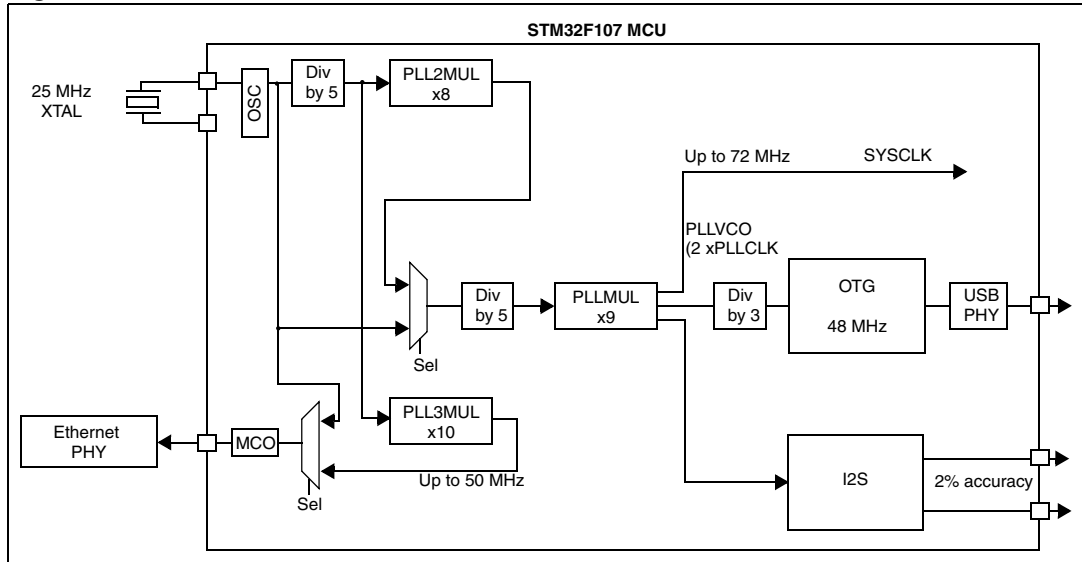 STM32F107 MCU
25 MHz
XTAL
OSC
Div
by 5
PLL2MUL
x8
Up to 72 MHz
SYSCLK
PLLVCO
(2 xPLLCLK
Sel
Div
by 5
PLLMUL
x9
Div
by 3
OTG
48 MHz
USB
PHY
Ethernet
PHY
MCO
Sel
PLL3MUL
x10
Up to 50 MHz
I2S
2% accuracy